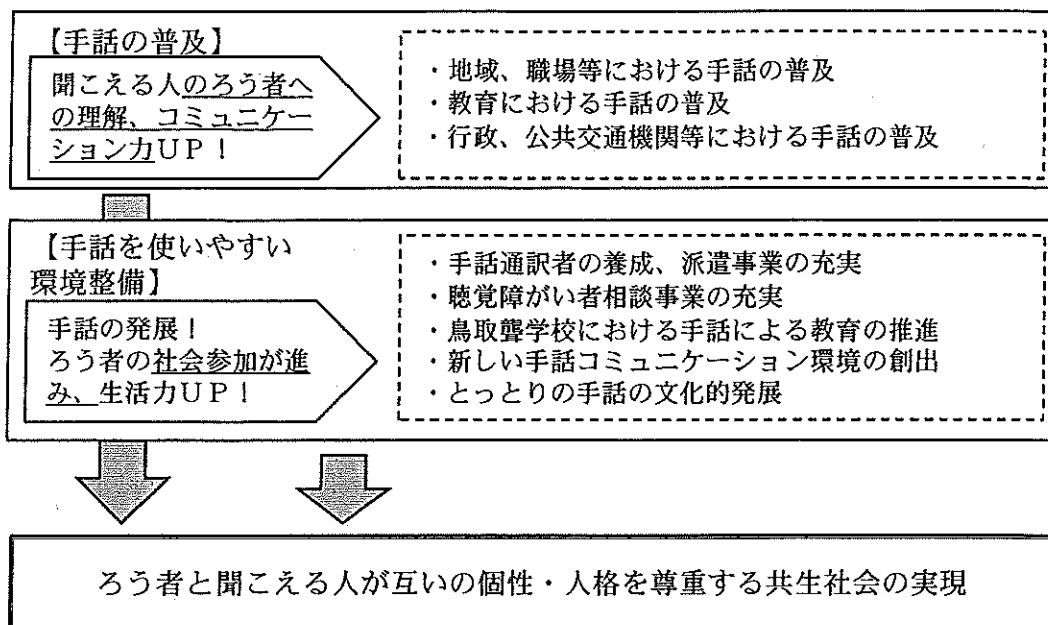 【手話の普及】
聞こえる人のろう者へ
の理解、コミュニケー
ション力UP!
・地域、職場等における手話の普及
・教育における手話の普及
・行政、公共交通機関等における手話の普及
【手話を使いやすい
環境整備】
手話の発展!
ろう者の社会参加が進
み、生活力UP!
・手話通訳者の養成、派遣事業の充実
・聴覚障がい者相談事業の充実
・鳥取聾学校における手話による教育の推進
・新しい手話コミュニケーション環境の創出
・とっとりの手話の文化的発展
ろう者と聞こえる人が互いの個性・人格を尊重する共生社会の実現